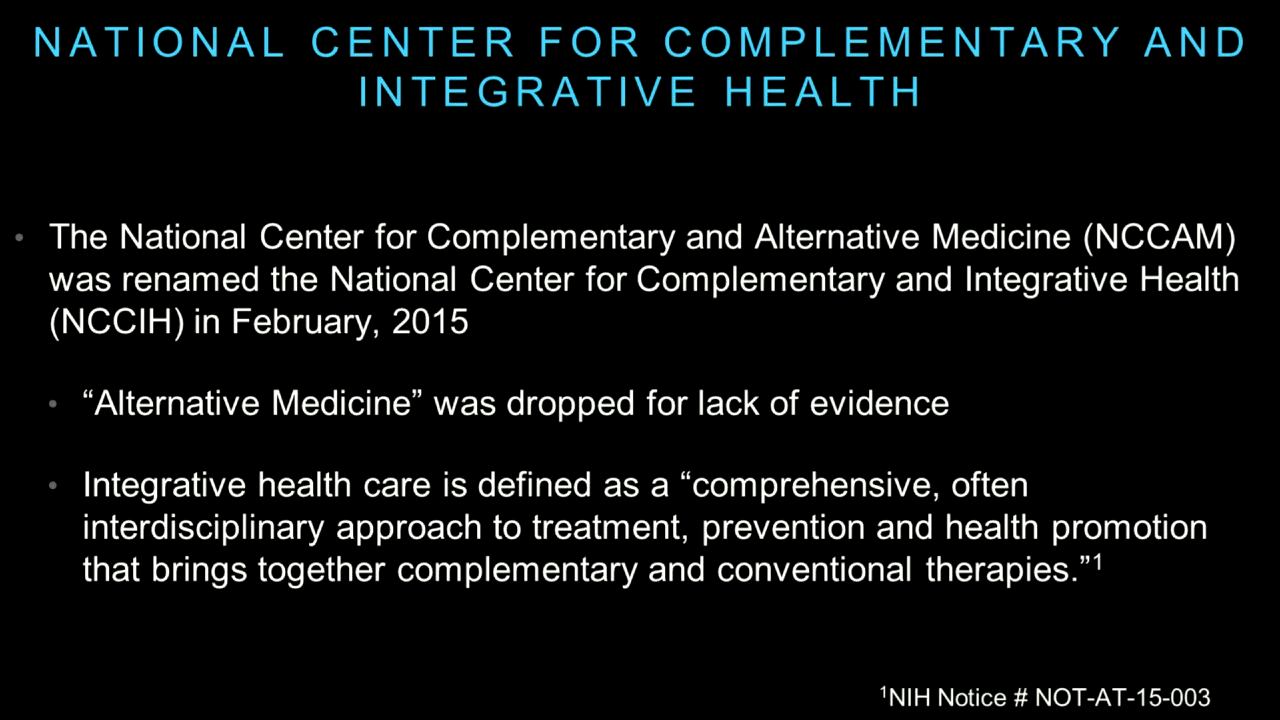 NATIONAL CENTER FOR COMPLEMENTARY AND
INTEGRATIVE HEALTH
• The National Center for Complementary and Alternative Medicine (NCCAM)
was renamed the National Center for Complementary and Integrative Health
(NCCIH) in February, 2015
• “Alternative Medicine” was dropped for lack of evidence
• Integrative health care is defined as a “comprehensive, often
interdisciplinary approach to treatment, prevention and health promotion
that brings together complementary and conventional therapies.”¹
¹NIH Notice # NOT-AT-15-003